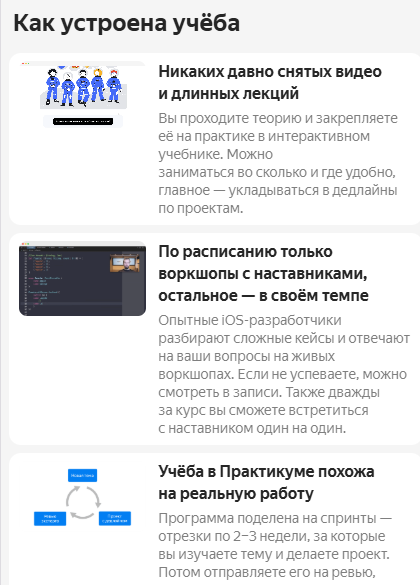 Как устроена учёба
Никаких давно снятых видео
и длинных лекций
Вы проходите теорию и закрепляете
её на практике в интерактивном
учебнике. Можно
заниматься во сколько и где удобно,
главное — укладываться в дедлайны
по проектам.
По расписанию только
воркшопы с наставниками,
остальное — в своём темпе
Опытные iOS-разработчики
разбирают сложные кейсы и отвечают
на ваши вопросы на живых
воркшопах. Если не успеваете, можно
смотреть в записи. Также дважды
за курс вы сможете встретиться
с наставником один на один.
Учёба в Практикуме похожа
на реальную работу
Программа поделена на спринты —
отрезки по 2–3 недели, за которые
вы изучаете тему и делаете проект.
Потом отправляете его на ревью,